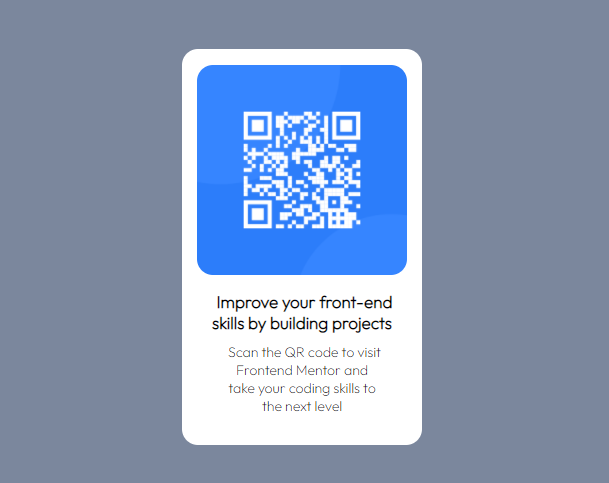 Improve your front-end
skills by building projects
Scan the QR code to visit
Frontend Mentor and
take your coding skills to
the next level